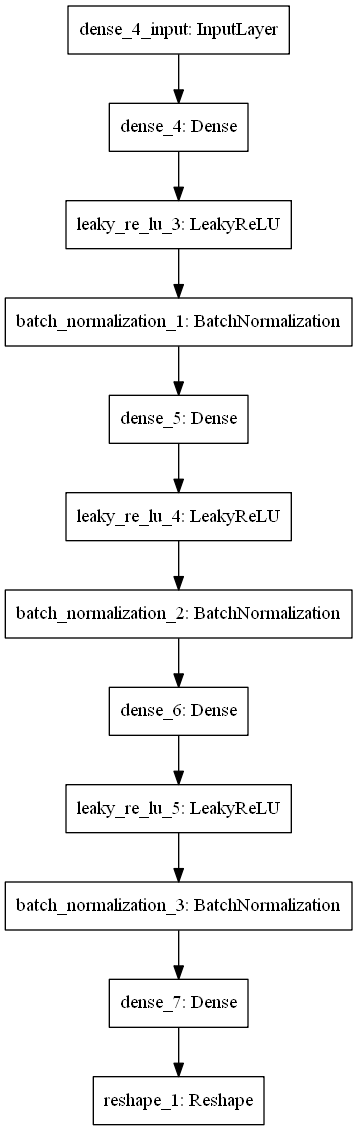 dense_4_input: InputLayer
dense_4: Dense
leaky_re_lu_3: LeakyReLU
batch_normalization_1: BatchNormalization
dense_5: Dense
leaky_re_lu_4: LeakyReLU
batch_normalization_2: BatchNormalization
dense_6: Dense
leaky_re_lu_5: LeakyReLU
batch_normalization_3: BatchNormalization
dense_7: Dense
reshape_1: Reshape